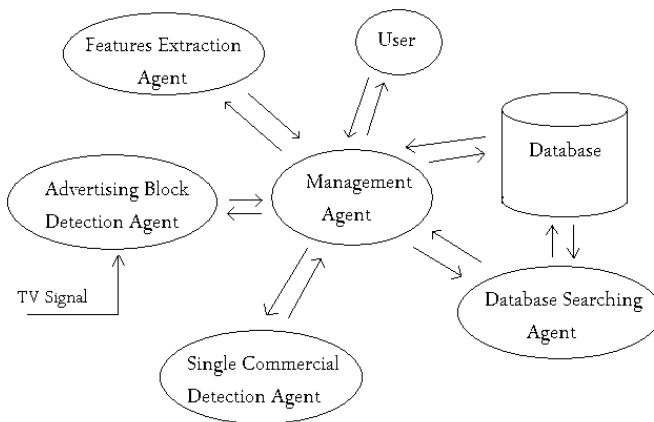 Features Extraction
Agent
User
Database
Management
Agent
Advertising Block
Detection Agent
TV Signal
Database Searching
Agent
Single Commercial
Detection Agent